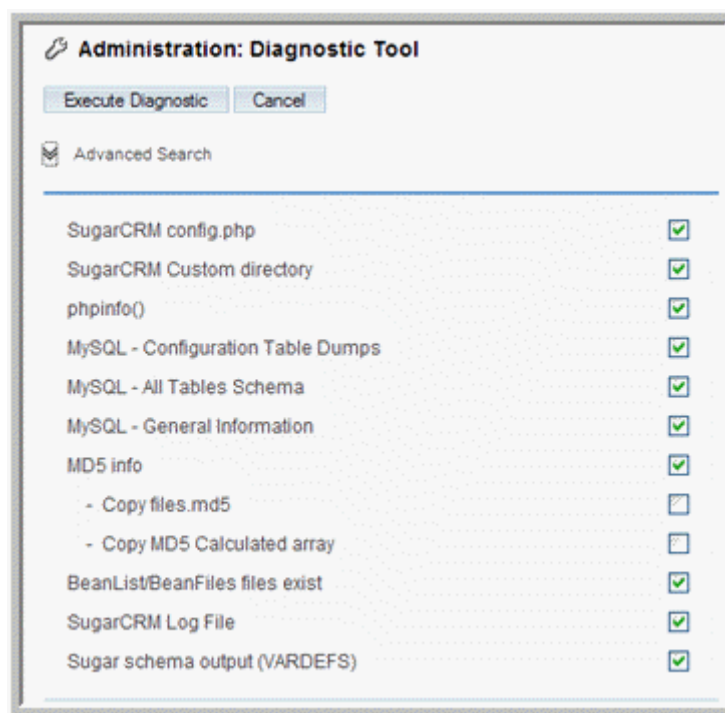 Administration: Diagnostic Tool
Execute Diagnostic Cancel
Advanced Search
SugarCRM config.php
SugarCRM Custom directory
phpinfo()
MySQL - Configuration Table Dumps
MySQL - All Tables Schema
MySQL - General Information
MD5 info
- Copy files.md5
- Copy MD5 Calculated array
BeanList/BeanFiles files exist
SugarCRM Log File
Sugar schema output (VARDEFS)